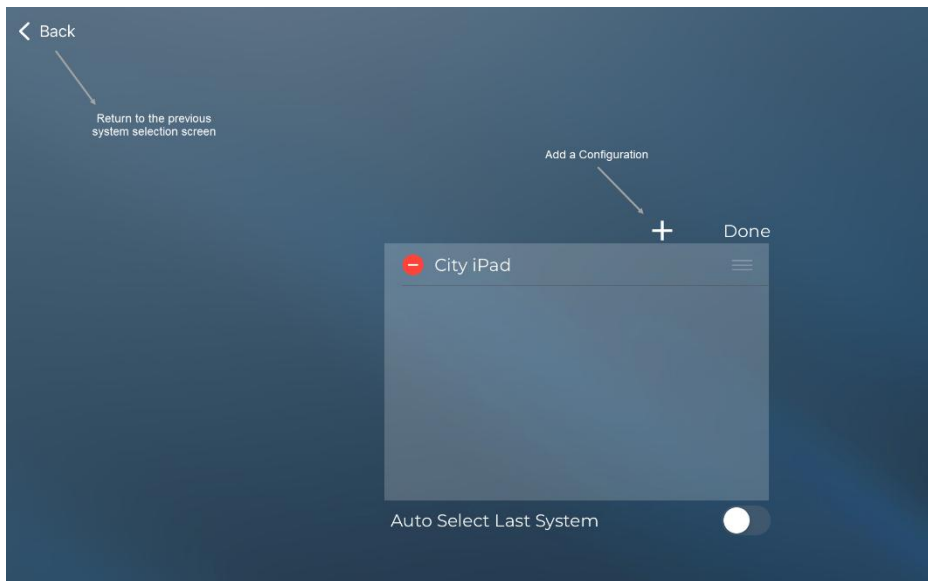 Back
Return to the previous
system selection screen
Add a Configuration
Done
City iPad
Auto Select Last System